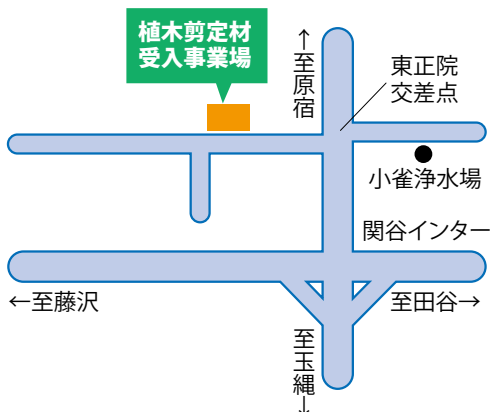 植木剪定材
受入事業場
↑至原宿
東正院
交差点
小雀浄水場
関谷インター
←至藤沢
至田谷→
至玉縄→